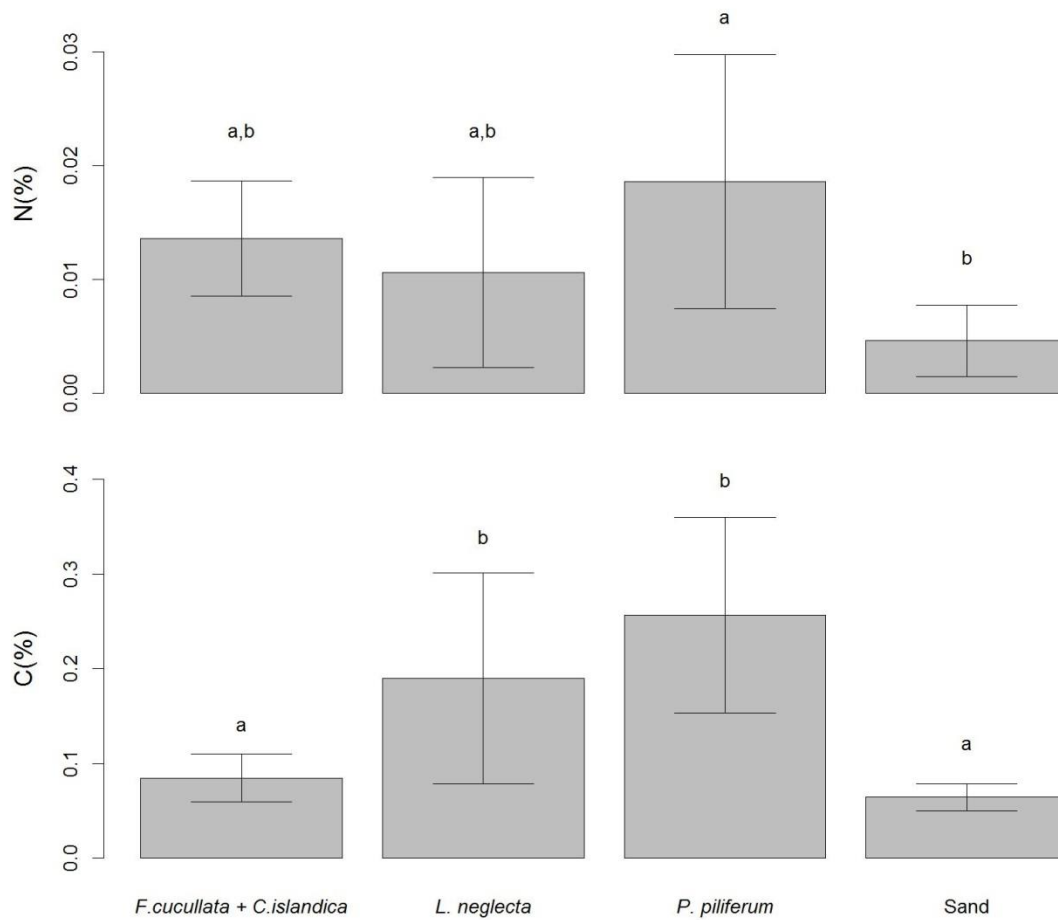 a
0.03
a,b
a,b
0.02
N(%)
b
0.01
0.00
0.4
b
b
0.3
C(%)
0.2
a
a
0.1
0.0
F.cucullata + C.islandica
L. neglecta
P. piliferum
Sand